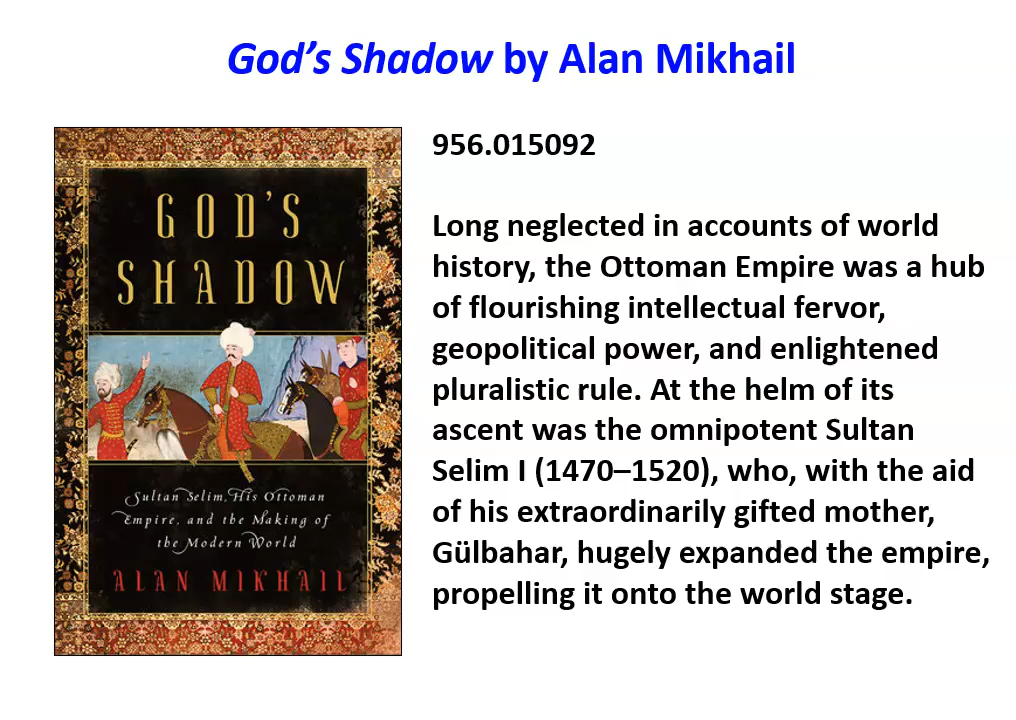 God’s Shadow by Alan Mikhail
GOD’S
SHADOW
Sultan Selim, His Ottoman
Empire, and the Making of
the Modern World
ALAN MIKHAIL
956.015092
Long neglected in accounts of world
history, the Ottoman Empire was a hub
of flourishing intellectual fervor,
geopolitical power, and enlightened
pluralistic rule. At the helm of its
ascent was the omnipotent Sultan
Selim I (1470–1520), who, with the aid
of his extraordinarily gifted mother,
Gülbahar, hugely expanded the empire,
propelling it onto the world stage.